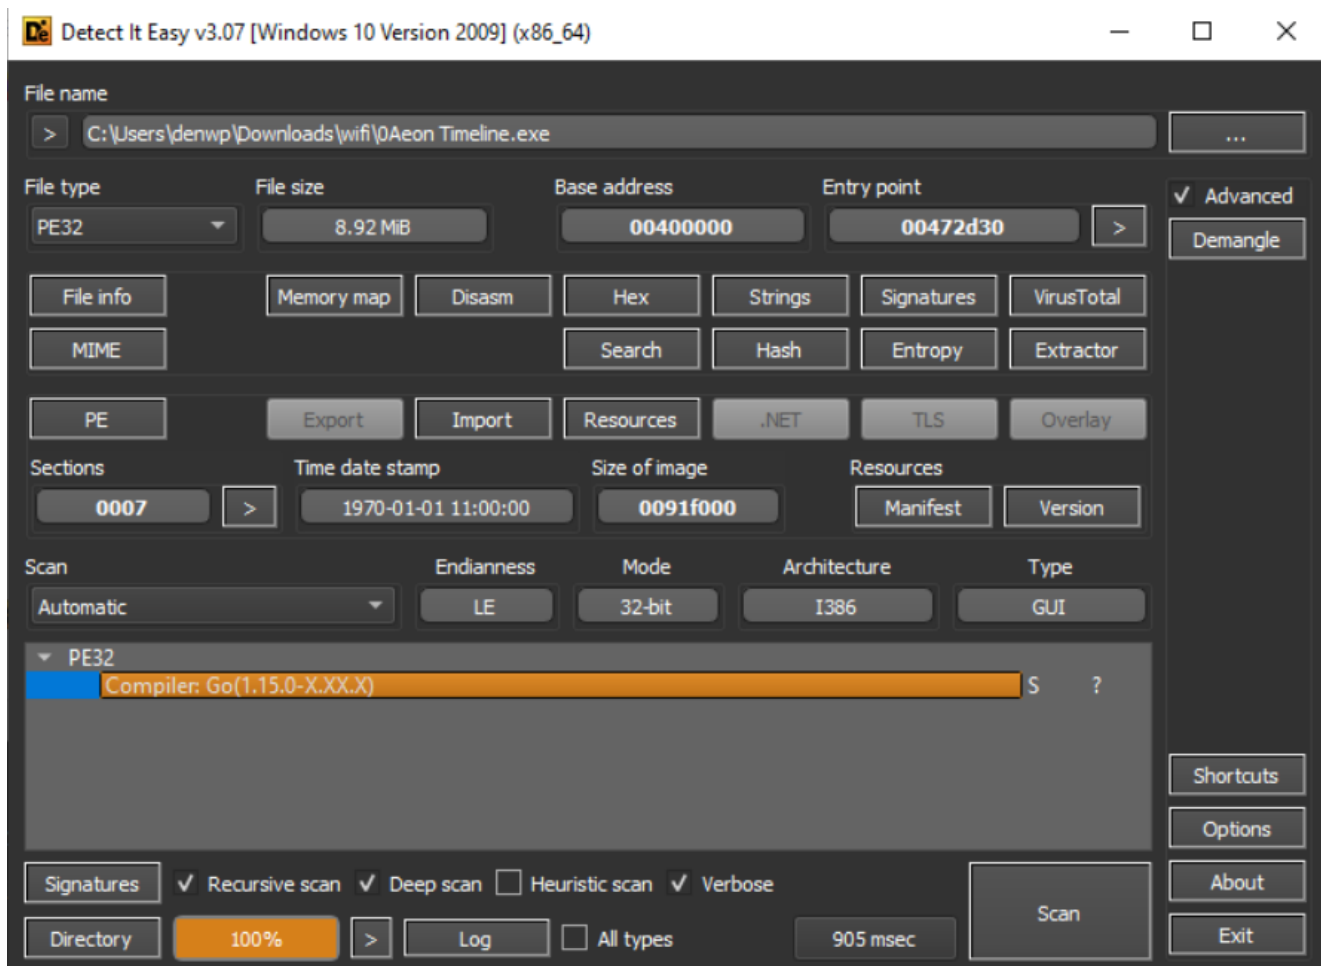 Detect It Easy v3.07 [Windows 10 Version 2009] (x86_64)
File name
> C:\Users\denwp\Downloads\wifi\0Aeon Timeline.exe ...
File type File size Base address Entry point
Advanced
PE32 8.92 MiB 00400000 00472d30 >
Demangle
File info Memory map Disasm Hex Strings Signatures VirusTotal
MIME Search Hash Entropy Extractor
PE Export Import Resources .NET TLS Overlay
Sections Time date stamp Size of image Resources
0007 > 1970-01-01 11:00:00 0091f000 Manifest Version
Scan Endianness Mode Architecture Type
Automatic LE 32-bit I386 GUI
PE32
Compiler: Go(1.15.0-X.XX.X) S ?
Shortcuts
Options
Signatures Recursive scan Deep scan Heuristic scan Verbose
About
Scan
Directory 100% > Log All types 905 msec
Exit